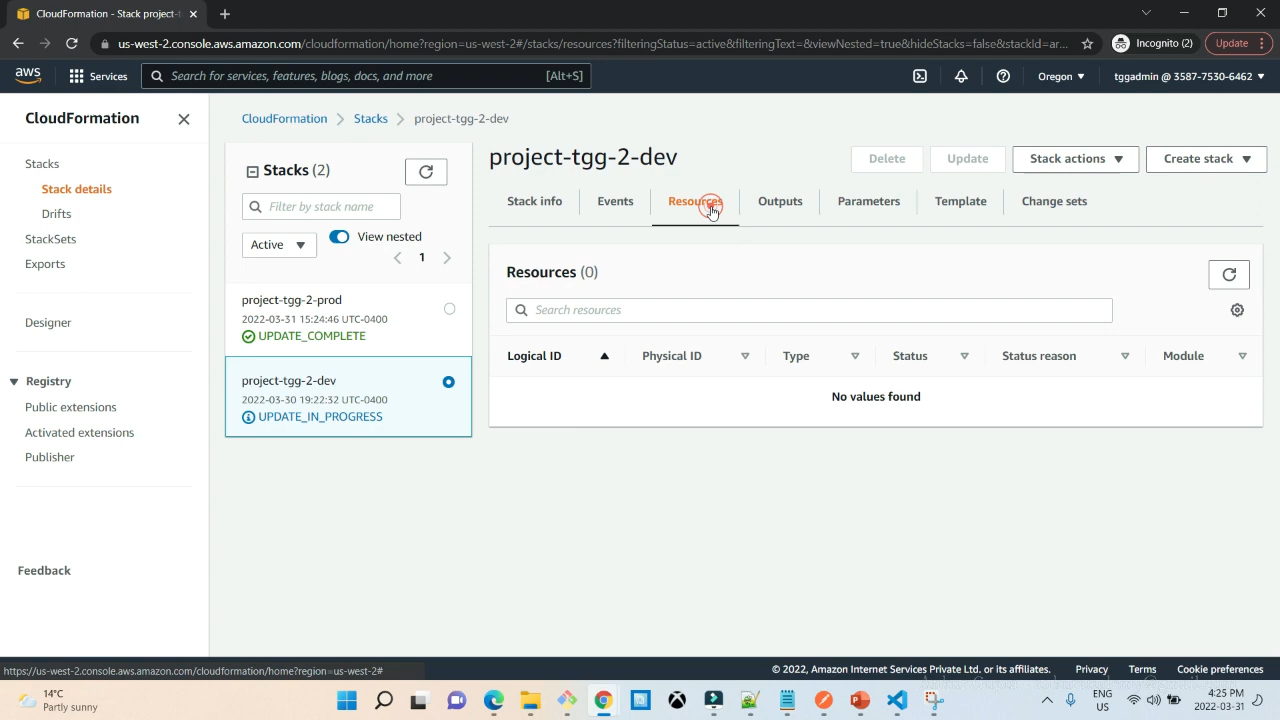 CloudFormation - Stack project-t
us-west-2.console.aws.amazon.com/cloudformation/home?region=us-west-2#/stacks/resources?filteringStatus=active&filteringText=&viewNested=true&hideStacks=false&stackId=ar...
Incognito (2)
Update
aws
Services
Search for services, features, blogs, docs, and more
[Alt+S]
Oregon
tggadmin @ 3587-7530-6462
CloudFormation
Stacks
Stack details
Drifts
StackSets
Exports
Designer
Registry
Public extensions
Activated extensions
Publisher
Feedback
CloudFormation
Stacks
project-tgg-2-dev
Stacks (2)
Filter by stack name
Active
View nested
1
project-tgg-2-prod
2022-03-31 15:24:46 UTC-0400
UPDATE_COMPLETE
project-tgg-2-dev
2022-03-30 19:22:32 UTC-0400
UPDATE_IN_PROGRESS
project-tgg-2-dev
Delete
Update
Stack actions
Create stack
Stack info
Events
Resources
Outputs
Parameters
Template
Change sets
Resources (0)
Search resources
Logical ID
Physical ID
Type
Status
Status reason
Module
No values found
https://us-west-2.console.aws.amazon.com/cloudformation/home?region=us-west-2#
© 2022, Amazon Internet Services Private Ltd. or its affiliates.
Privacy
Terms
Cookie preferences
14°C
Partly sunny
ENG
US
4:25 PM
2022-03-31